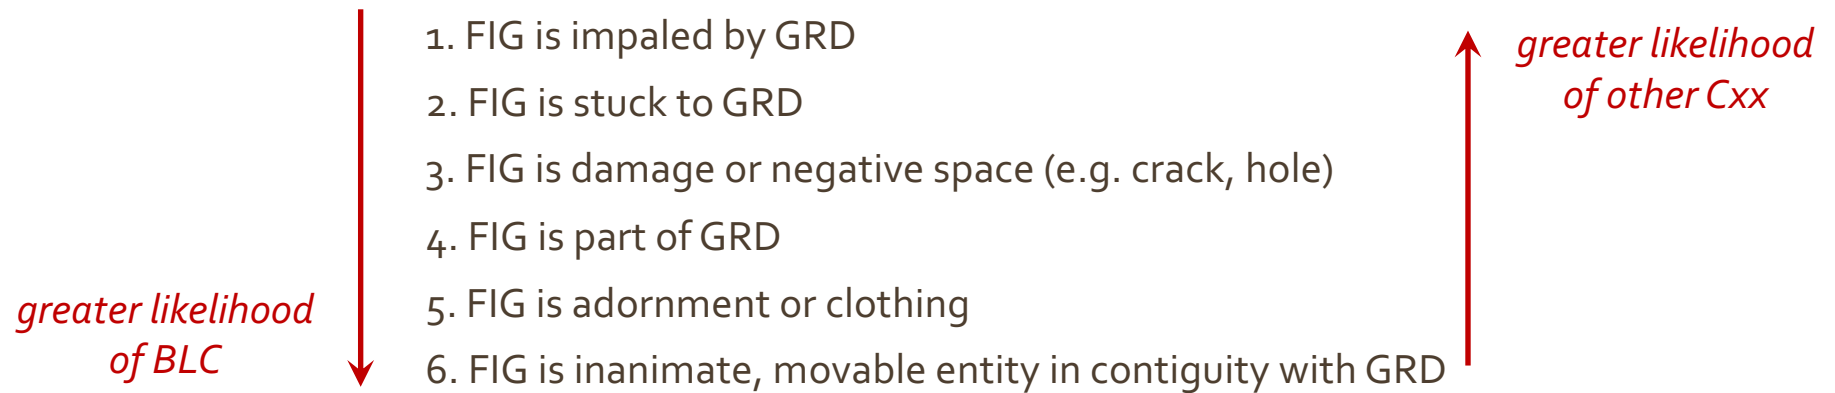 1. FIG is impaled by GRD
2. FIG is stuck to GRD
3. FIG is damage or negative space (e.g. crack, hole)
4. FIG is part of GRD
5. FIG is adornment or clothing
6. FIG is inanimate, movable entity in contiguity with GRD
greater likelihood
of BLC
greater likelihood
of other Cxx